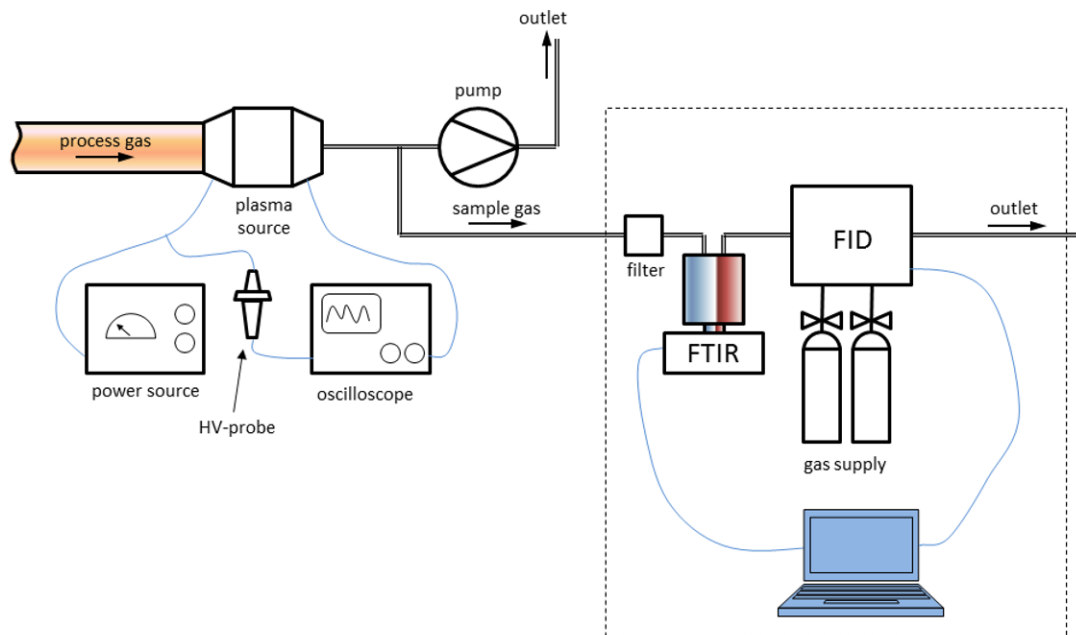 outlet
pump
process gas
plasma
source
sample gas
outlet
FID
filter
FTIR
power source
oscilloscope
HV-probe
gas supply